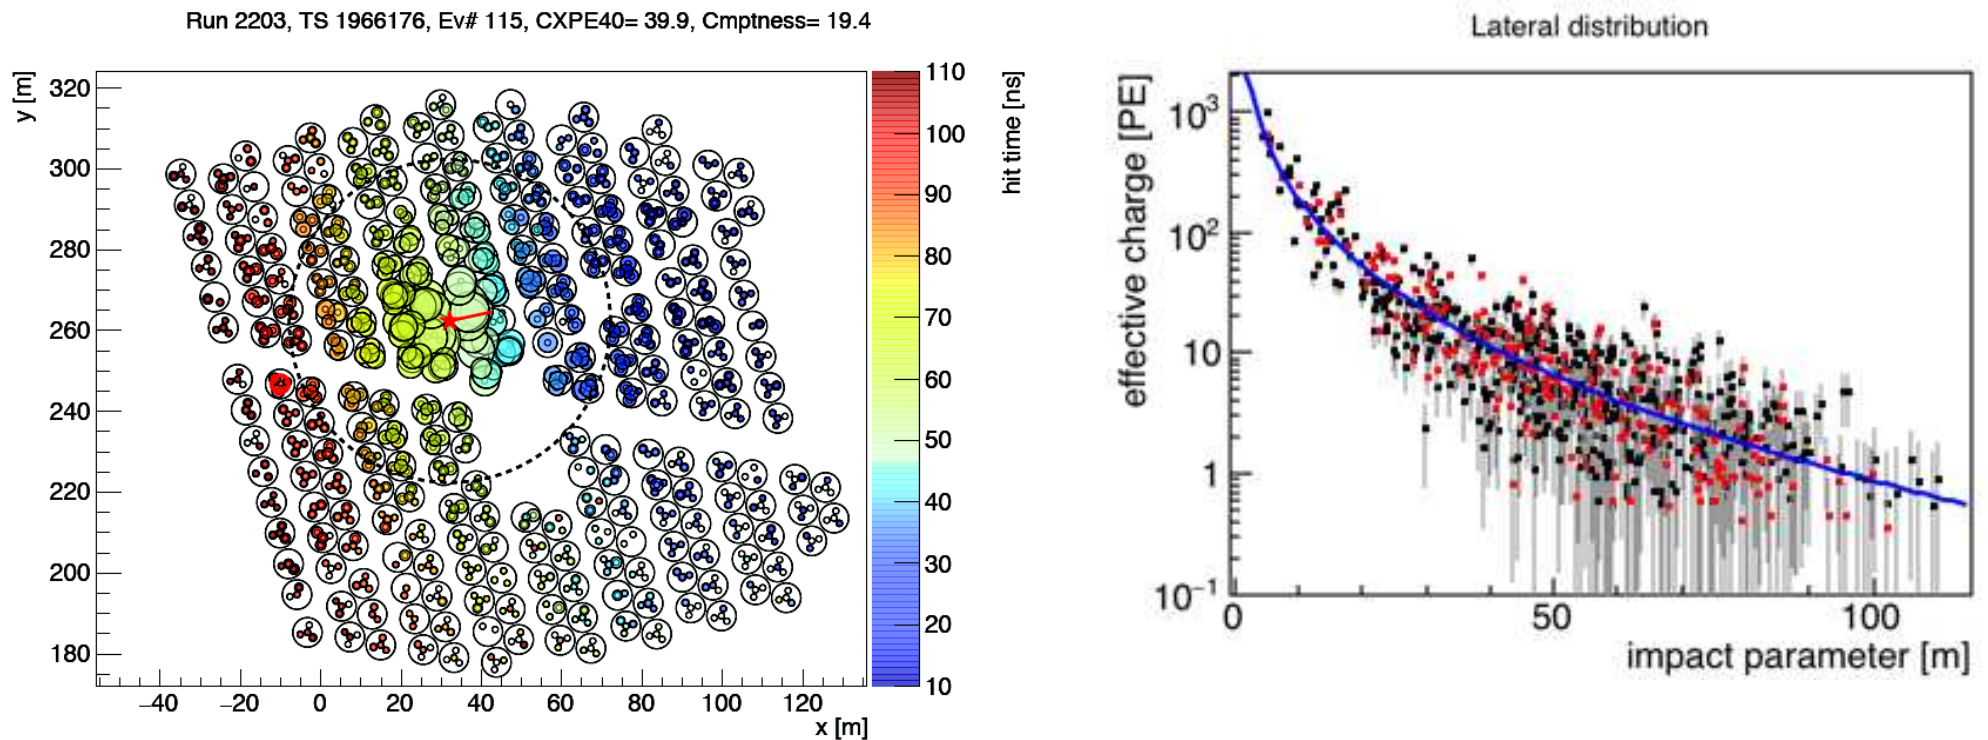 Run 2203, TS 1966176, Ev# 115, CXPE40= 39.9, Cmptness= 19.4
y [m]
320
300
280
260
240
220
200
180
−40 −20 0 20 40 60 80 100 120
x [m]
110
100
90
80
70
60
50
40
30
20
10
hit time [ns]
Lateral distribution
effective charge [PE]
10³
10²
10
1
10⁻¹
0 50 100
impact parameter [m]